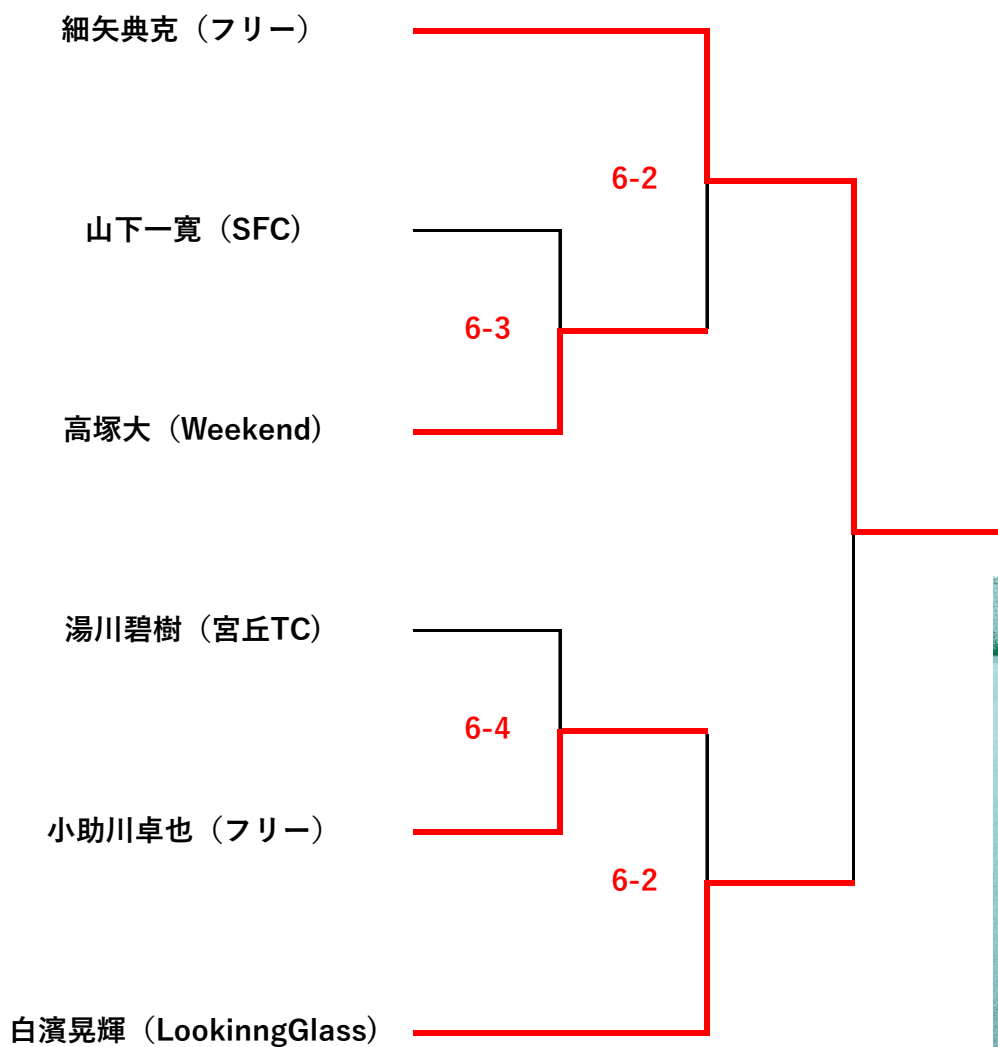 細矢典克（フリー）
6-2
山下一寛（SFC)
6-3
高塚大（Weekend)
湯川碧樹（宮丘TC)
6-4
小助川卓也（フリー）
6-2
白濱晃輝（LookinngGlass)